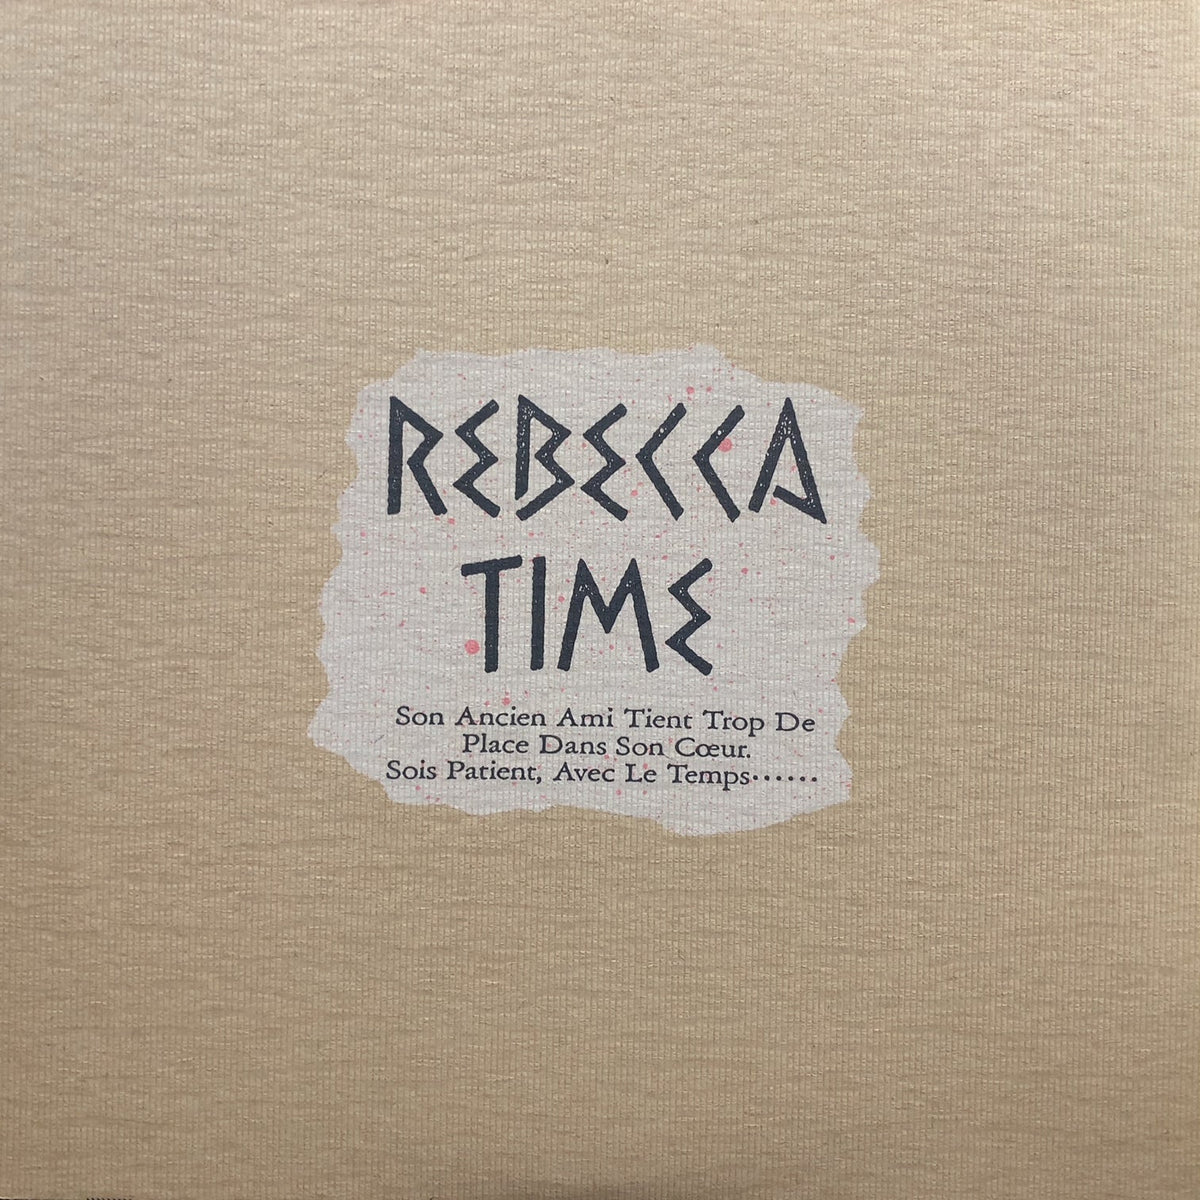 REBECCA
TIME
Son Ancien Ami Tient Trop De
Place Dans Son Cœur.
Sois Patient, Avec Le Temps······